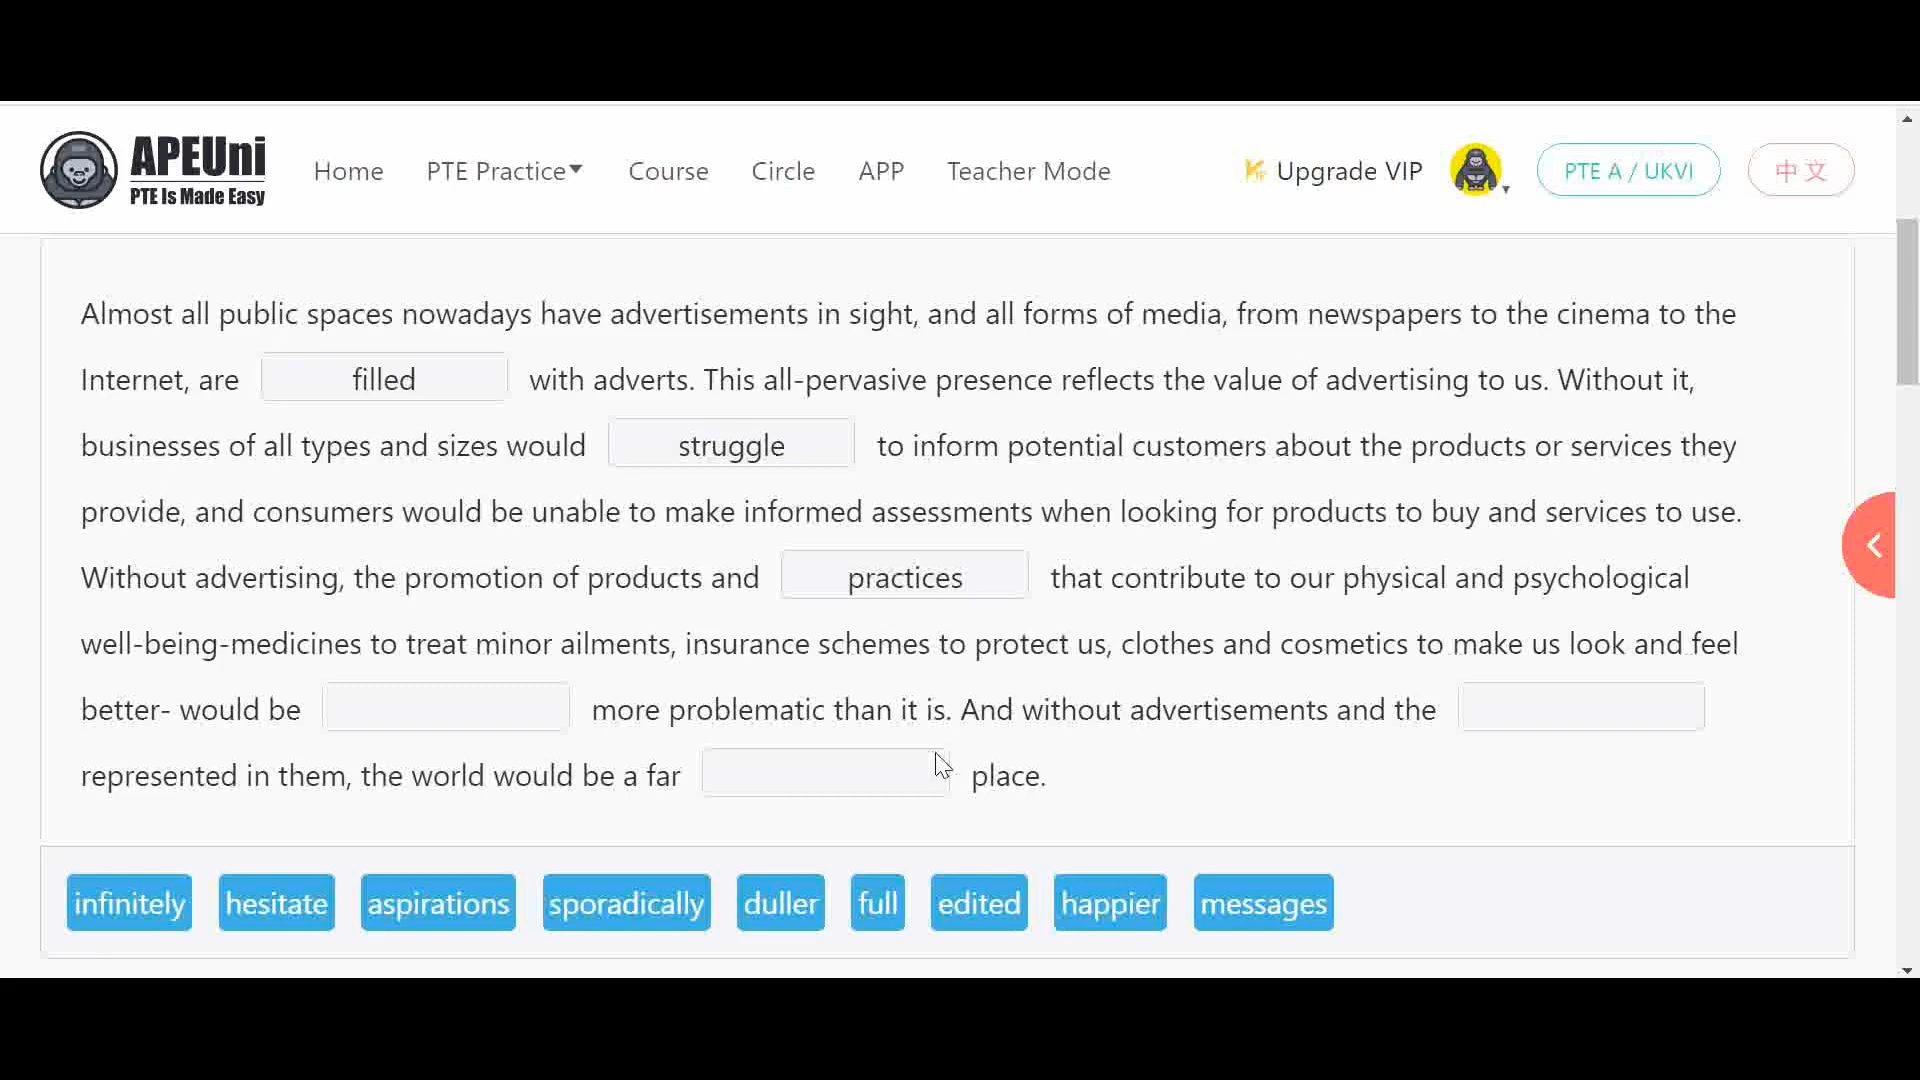 APEUni
PTE Is Made Easy
Home PTE Practice Course Circle APP Teacher Mode Upgrade VIP PTE A / UKVI 中文
Almost all public spaces nowadays have advertisements in sight, and all forms of media, from newspapers to the cinema to the
Internet, are filled with adverts. This all-pervasive presence reflects the value of advertising to us. Without it,
businesses of all types and sizes would struggle to inform potential customers about the products or services they
provide, and consumers would be unable to make informed assessments when looking for products to buy and services to use.
Without advertising, the promotion of products and practices that contribute to our physical and psychological
well-being-medicines to treat minor ailments, insurance schemes to protect us, clothes and cosmetics to make us look and feel
better- would be more problematic than it is. And without advertisements and the
represented in them, the world would be a far place.
infinitely hesitate aspirations sporadically duller full edited happier messages